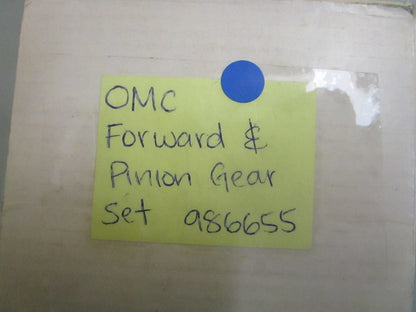 OMC
Forward &
Pinion Gear
Set 986655